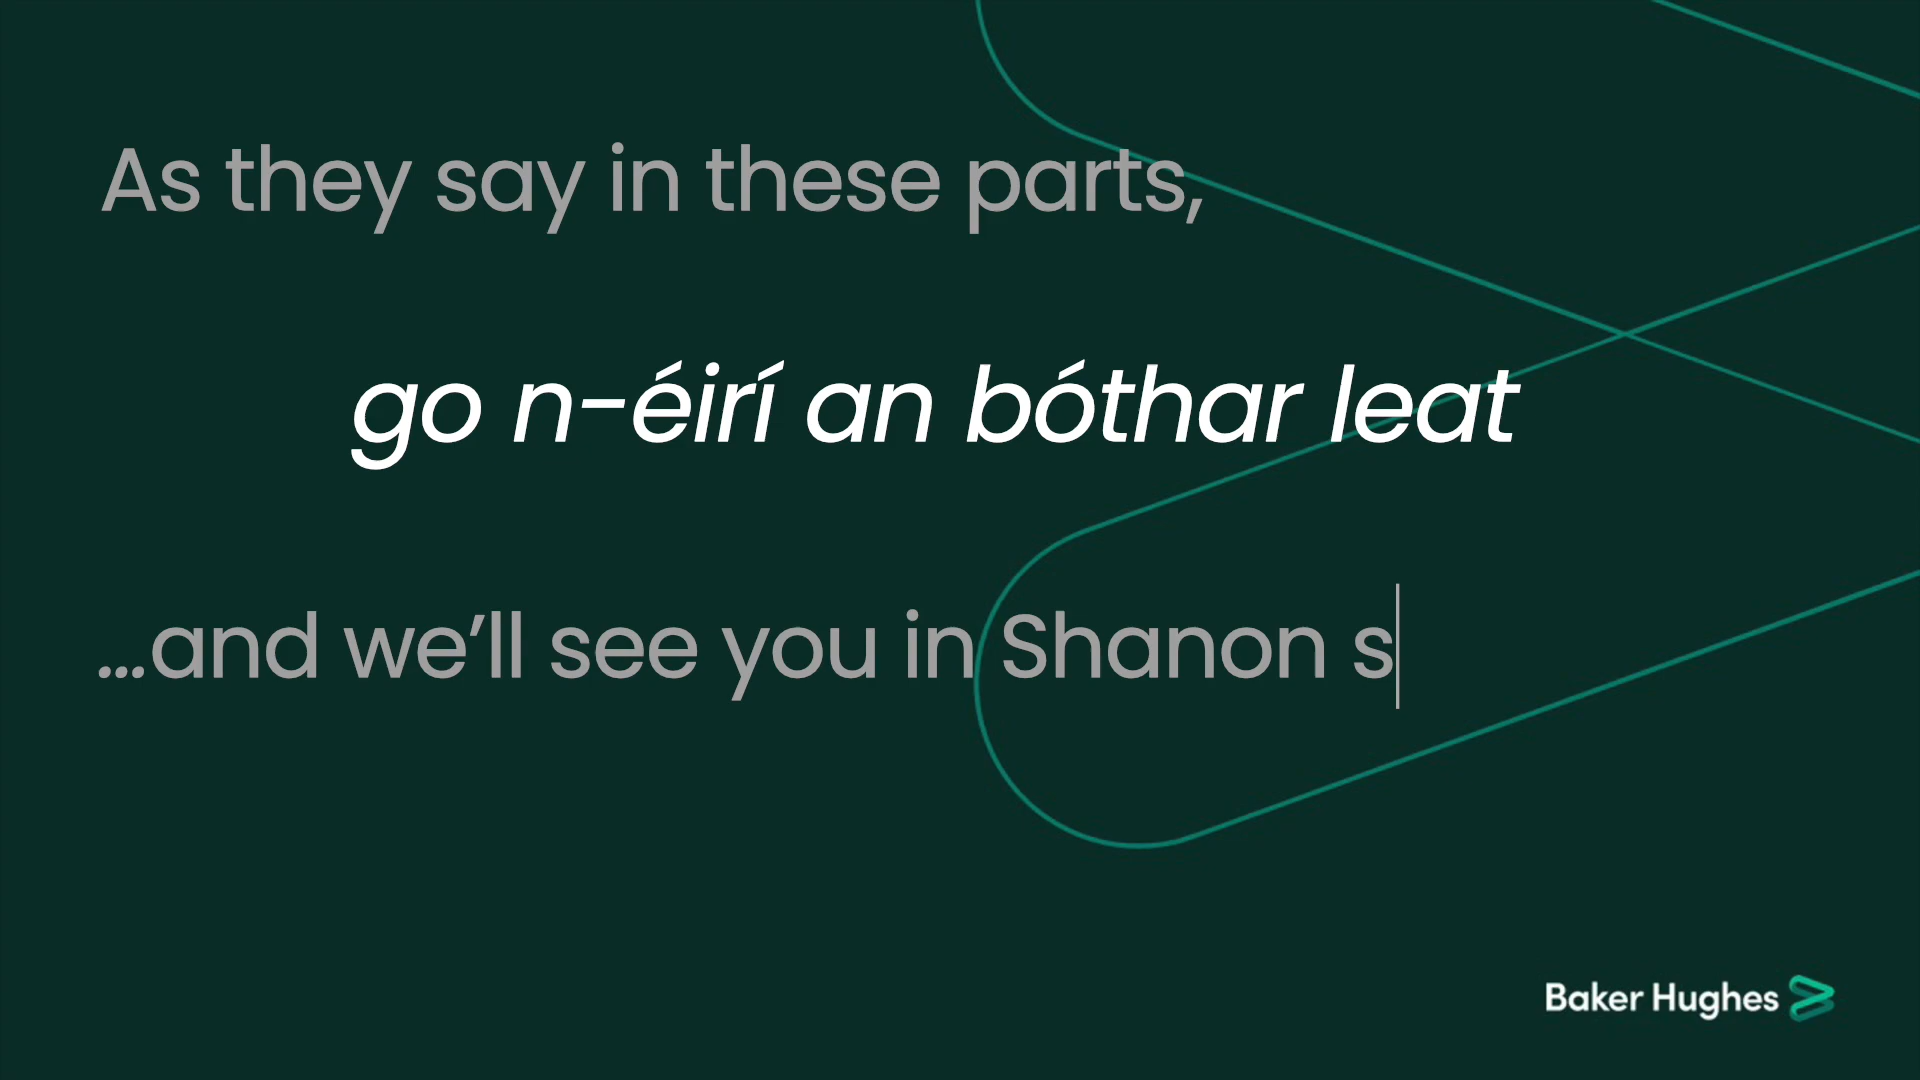 As they say in these parts,
go n-éirí an bóthar leat
…and we’ll see you in Shanon s
Baker Hughes